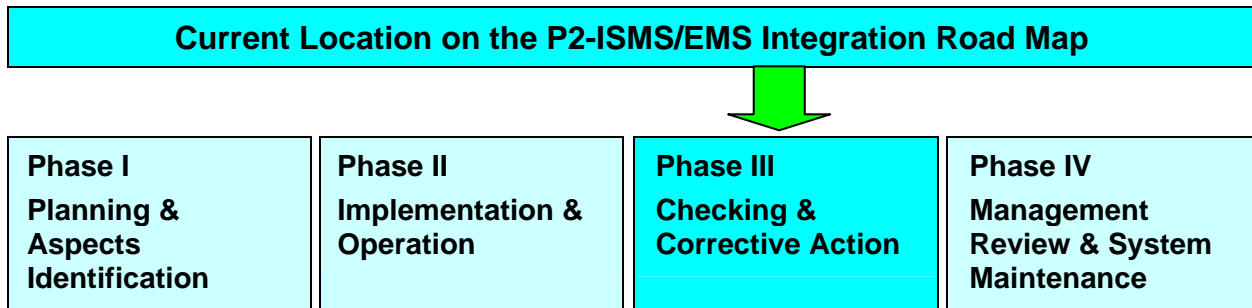 Current Location on the P2-ISMS/EMS Integration Road Map
Phase I
Planning &
Aspects
Identification
Phase II
Implementation &
Operation
Phase III
Checking &
Corrective Action
Phase IV
Management
Review & System
Maintenance